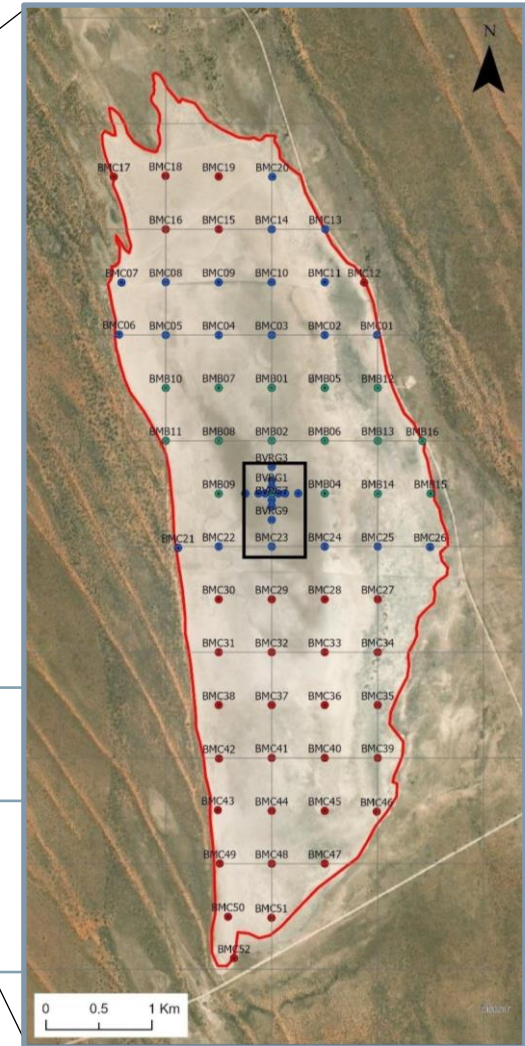 N
BMC17 BMC18 BMC19 BMC20
BMC16 BMC15 BMC14 BMC13
BMC07 BMC08 BMC09 BMC10 BMC11 BMC12
BMC06 BMC05 BMC04 BMC03 BMC02 BMC01
BMB10 BMB07 BMB01 BMB05 BMB12
BMB11 BMB08 BMB02 BMB06 BMB13 BMB16
BVRG3
BVRG1
BMB09 BMB04 BMB14 BMB15
BVRG9
BMC21 BMC22 BMC23 BMC24 BMC25 BMC26
BMC30 BMC29 BMC28 BMC27
BMC31 BMC32 BMC33 BMC34
BMC38 BMC37 BMC36 BMC35
BMC42 BMC41 BMC40 BMC39
BMC43 BMC44 BMC45 BMC46
BMC49 BMC48 BMC47
BMC50 BMC51
BMC52
0 0.5 1 Km